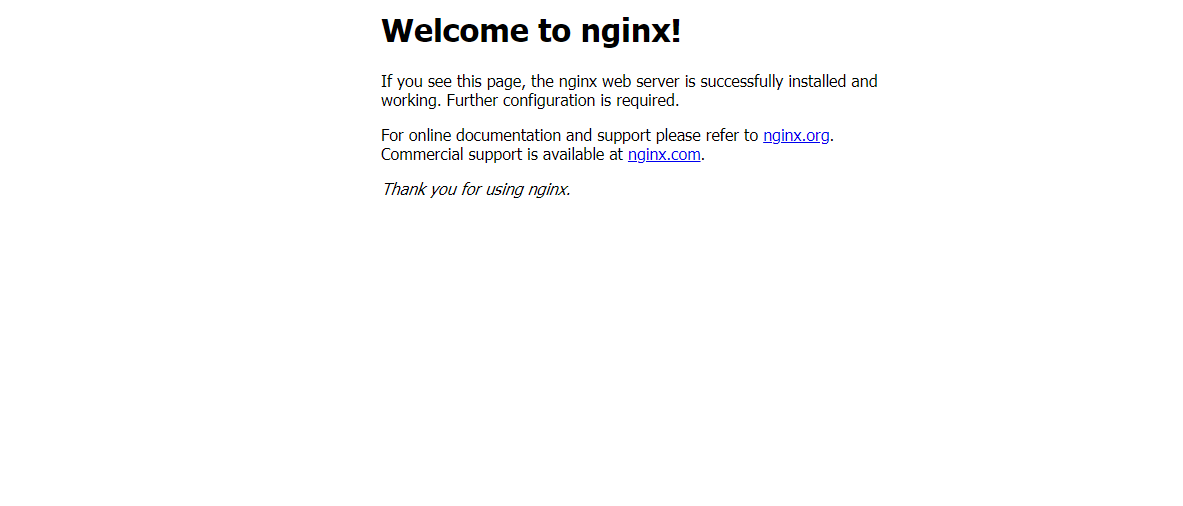 Welcome to nginx!
If you see this page, the nginx web server is successfully installed and
working. Further configuration is required.
For online documentation and support please refer to nginx.org.
Commercial support is available at nginx.com.
Thank you for using nginx.